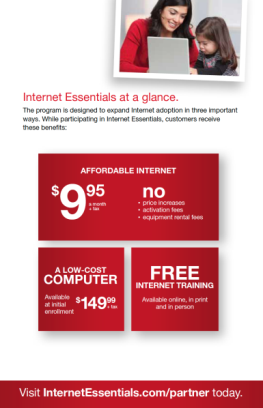 Internet Essentials at a glance.
The program is designed to expand Internet adoption in three important
ways. While participating in Internet Essentials, customers receive
these benefits:
AFFORDABLE INTERNET
$9.95 a month + tax
no
• price increases
• activation fees
• equipment rental fees
A LOW-COST
COMPUTER
Available
at initial
enrollment
$149.99 + tax
FREE
INTERNET TRAINING
Available online, in print
and in person
Visit InternetEssentials.com/partner today.